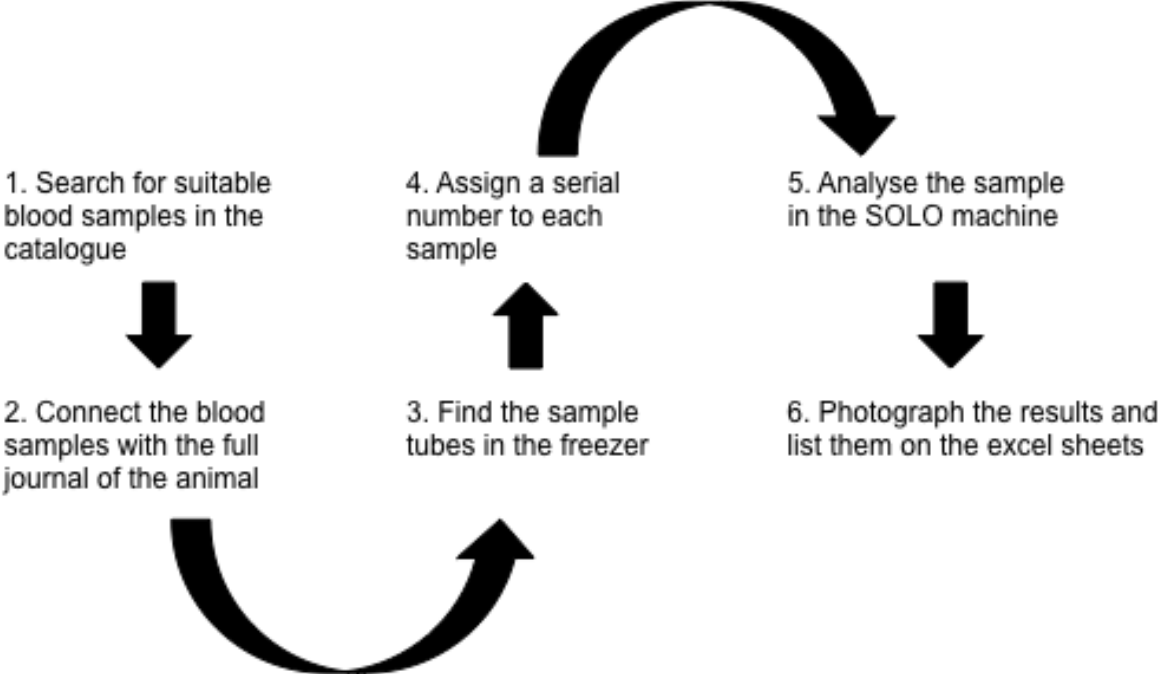 1. Search for suitable
blood samples in the
catalogue
2. Connect the blood
samples with the full
journal of the animal
3. Find the sample
tubes in the freezer
4. Assign a serial
number to each
sample
5. Analyse the sample
in the SOLO machine
6. Photograph the results and
list them on the excel sheets